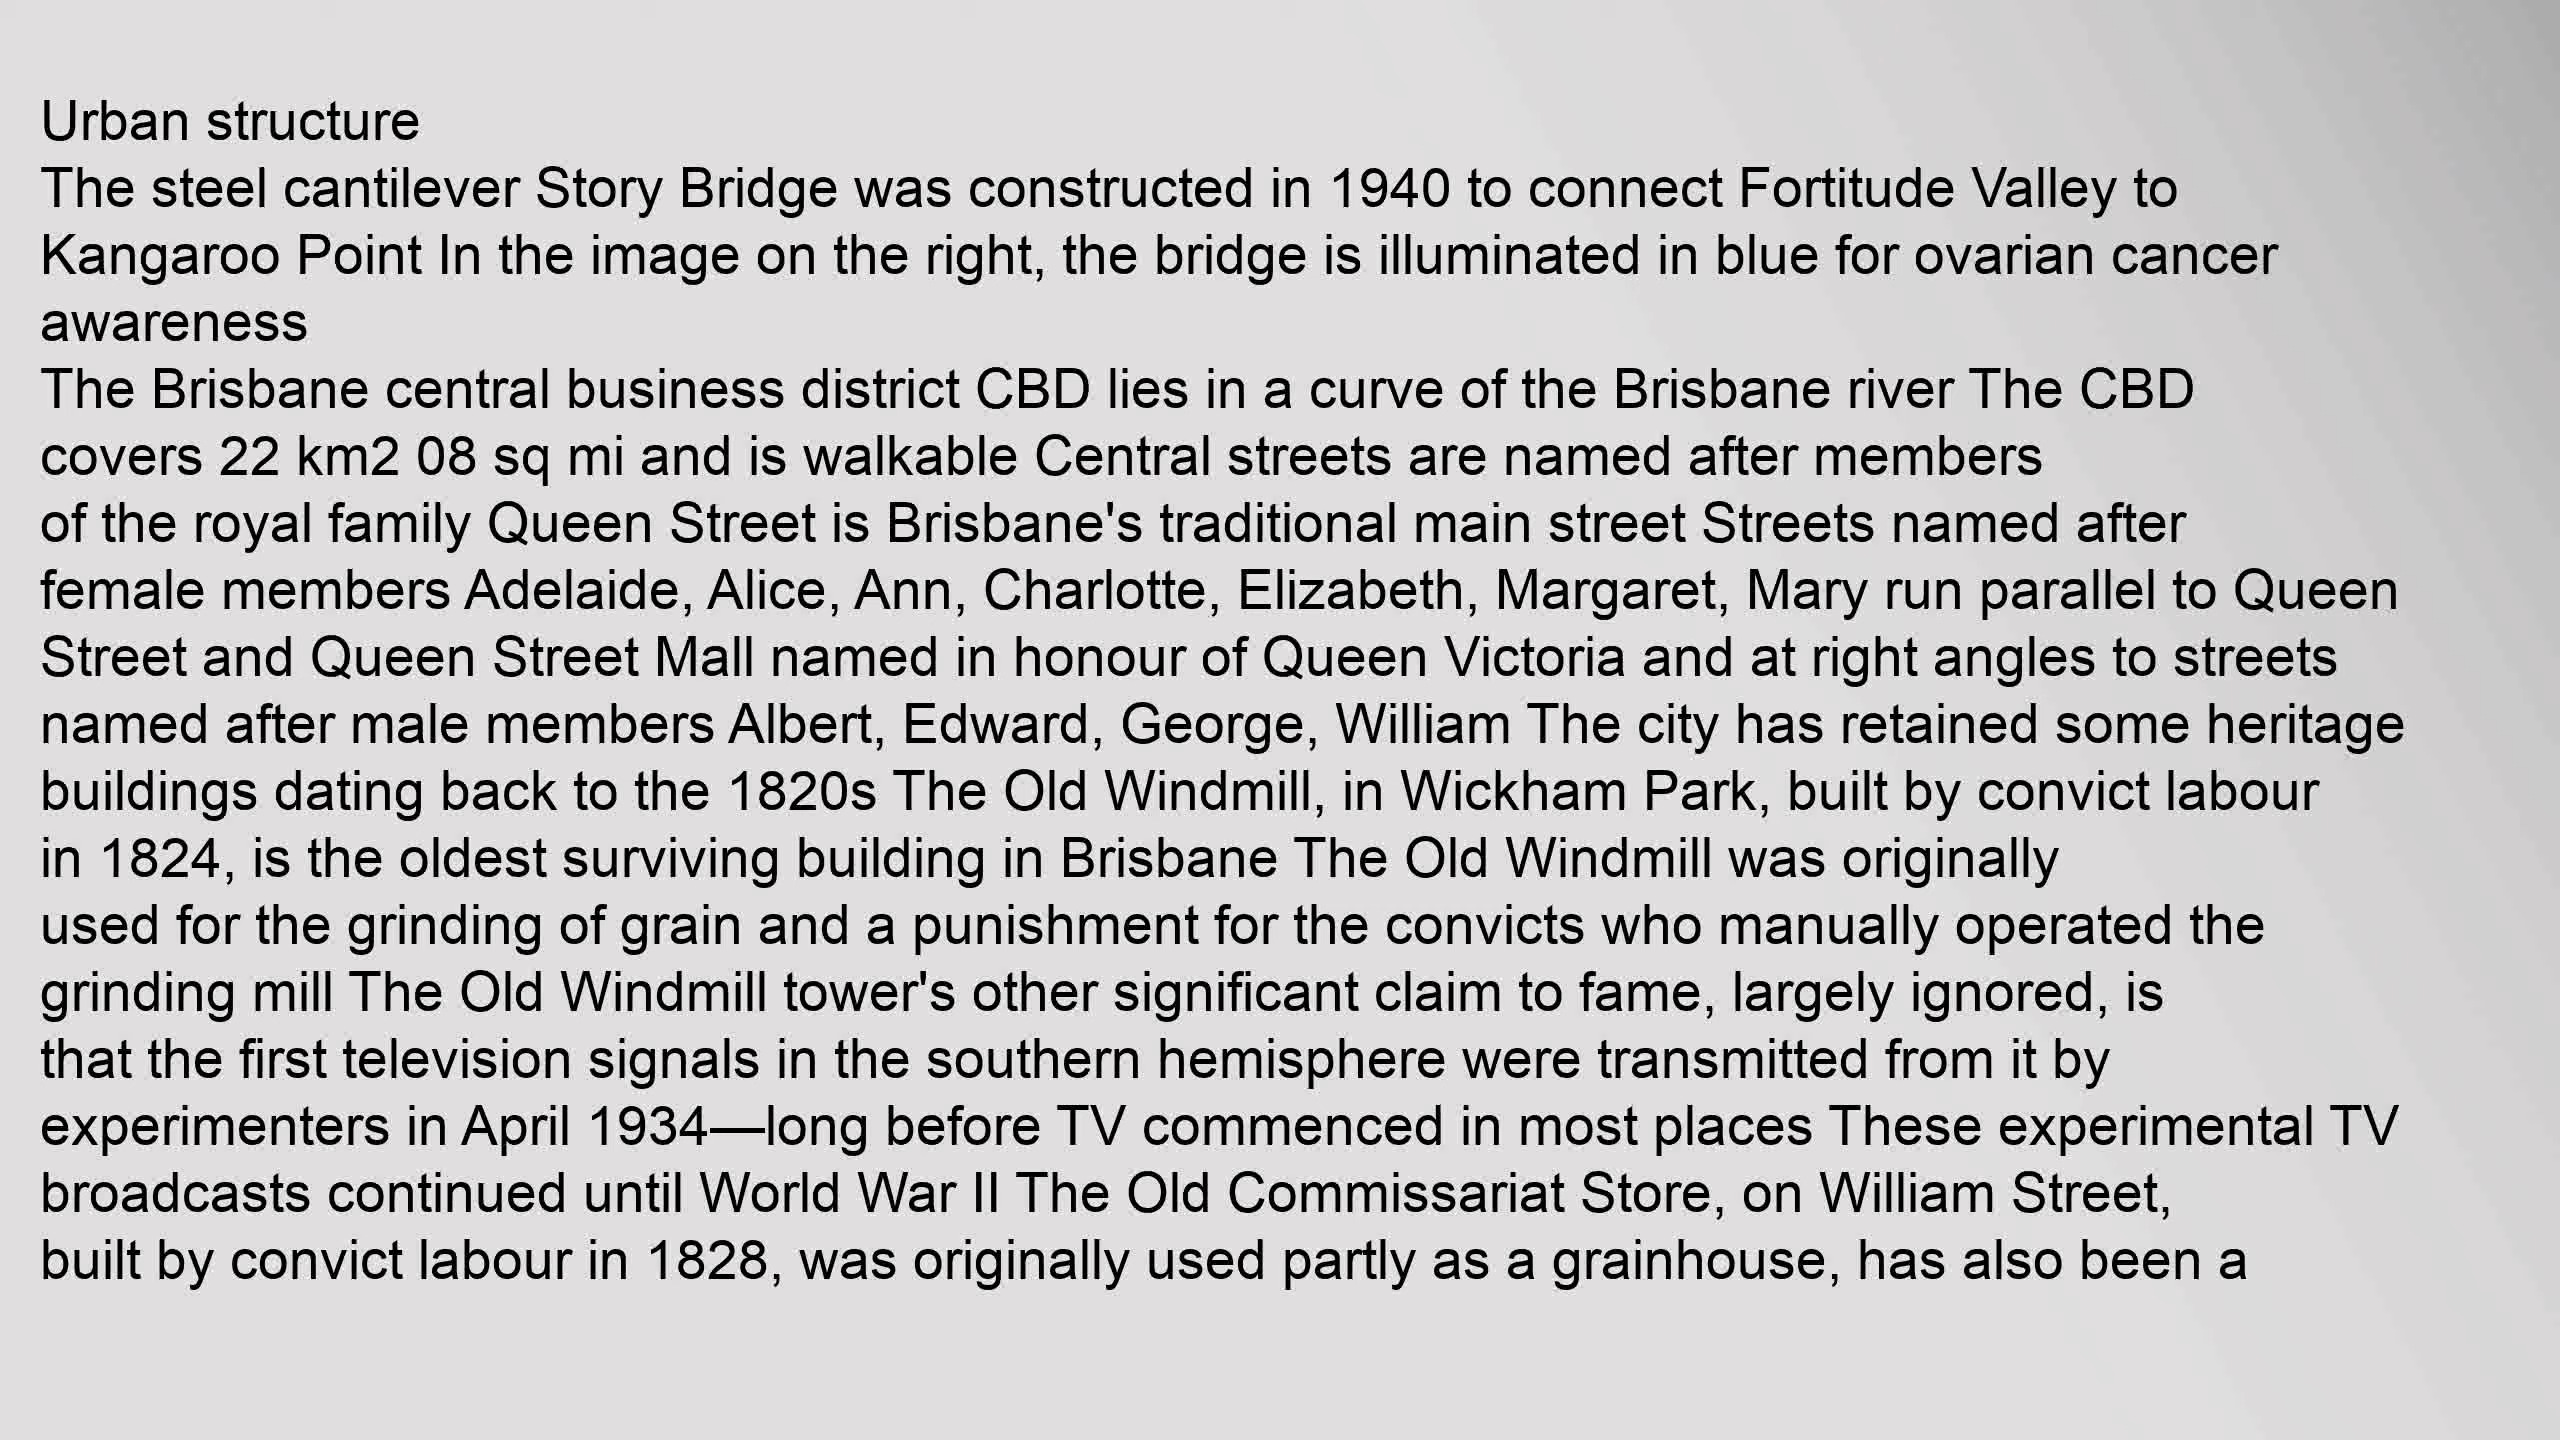 Urban structure
The steel cantilever Story Bridge was constructed in 1940 to connect Fortitude Valley to
Kangaroo Point In the image on the right, the bridge is illuminated in blue for ovarian cancer
awareness
The Brisbane central business district CBD lies in a curve of the Brisbane river The CBD
covers 22 km2 08 sq mi and is walkable Central streets are named after members
of the royal family Queen Street is Brisbane's traditional main street Streets named after
female members Adelaide, Alice, Ann, Charlotte, Elizabeth, Margaret, Mary run parallel to Queen
Street and Queen Street Mall named in honour of Queen Victoria and at right angles to streets
named after male members Albert, Edward, George, William The city has retained some heritage
buildings dating back to the 1820s The Old Windmill, in Wickham Park, built by convict labour
in 1824, is the oldest surviving building in Brisbane The Old Windmill was originally
used for the grinding of grain and a punishment for the convicts who manually operated the
grinding mill The Old Windmill tower's other significant claim to fame, largely ignored, is
that the first television signals in the southern hemisphere were transmitted from it by
experimenters in April 1934—long before TV commenced in most places These experimental TV
broadcasts continued until World War II The Old Commissariat Store, on William Street,
built by convict labour in 1828, was originally used partly as a grainhouse, has also been a